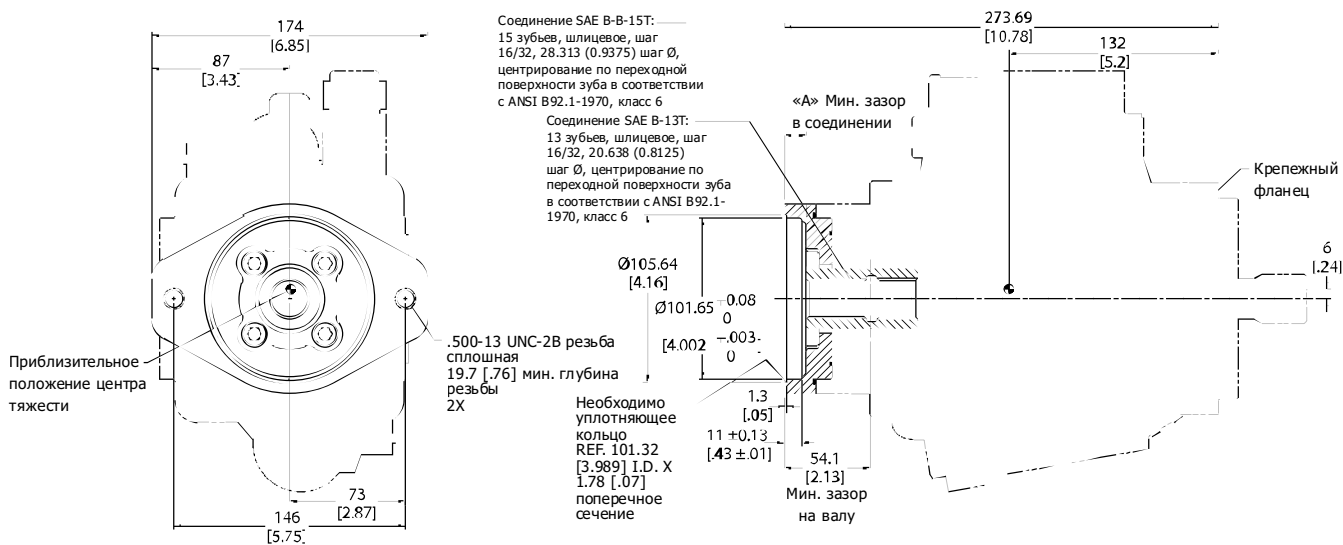 174
[6.85]
87
[3.43]
Приблизительное
положение центра
тяжести
.500-13 UNC-2B резьба
сплошная
19.7 [.76] мин. глубина
резьбы
2X
73
[2.87]
146
[5.75]
Соединение SAE B-B-15T:
15 зубьев, шлицевое, шаг
16/32, 28.313 (0.9375) шаг Ø,
центрирование по переходной
поверхности зуба в соответствии
с ANSI B92.1-1970, класс 6
Соединение SAE B-13T:
13 зубьев, шлицевое, шаг
16/32, 20.638 (0.8125)
шаг Ø, центрирование по
переходной поверхности зуба
в соответствии с ANSI B92.1-
1970, класс 6
273.69
[10.78]
132
[5.2]
«A» Мин. зазор
в соединении
Крепежный
фланец
6
[.24]
Ø105.64
[4.16]
Ø101.65 +0.08
0
[4.002 +.003
0
1.3
[.05]
11 ±0.13
[.43 ±.01]
54.1
[2.13]
Мин. зазор
на валу
Необходимо
уплотняющее
кольцо
REF. 101.32
[3.989] I.D. X
1.78 [.07]
поперечное
сечение